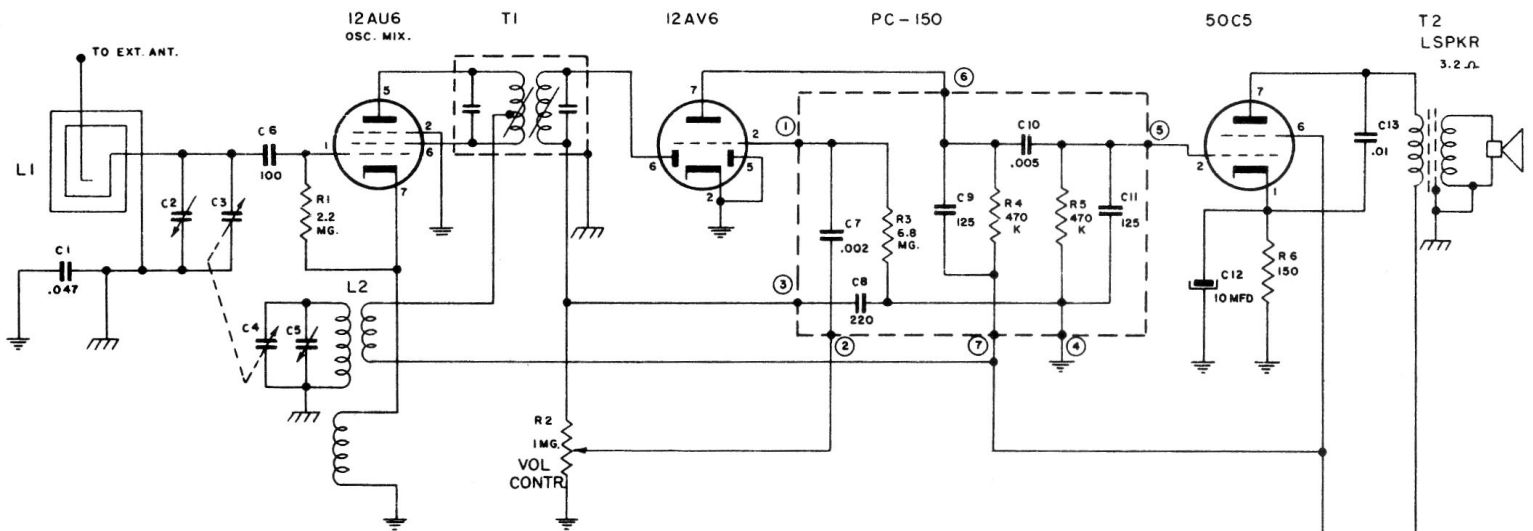 12AU6
OSC. MIX.
T1
12AV6
PC-150
50C5
T2
LSPKR
3.2 Ω
TO EXT. ANT.
L1
C1
.047
C2
C3
C6
100
R1
2.2
MG.
1
5
2
6
7
C4
C5
L2
7
6
2
5
2
R2
1 MG.
VOL
CONTR.
1
2
3
4
5
6
7
C7
.002
R3
6.8
MG.
C8
220
C9
125
R4
470
K
C10
.005
R5
470
K
C11
125
7
6
2
1
C12
10 MFD
R6
150
C13
.01